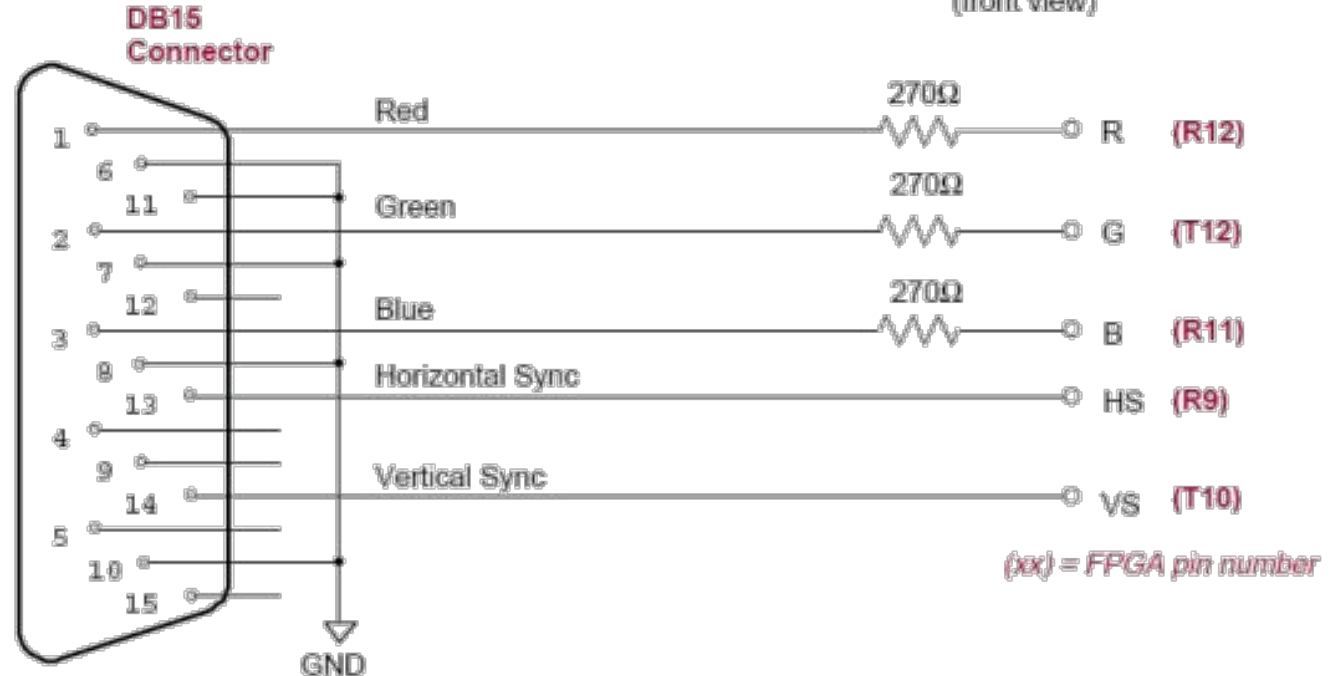 (front view)
DB15
Connector
270Ω
Red
1
R (R12)
6
270Ω
11
Green
2
G (T12)
7
12
270Ω
Blue
3
B (R11)
8
Horizontal Sync
13
HS (R9)
4
9
Vertical Sync
14
VS (T10)
5
10
(xx) = FPGA pin number
15
GND